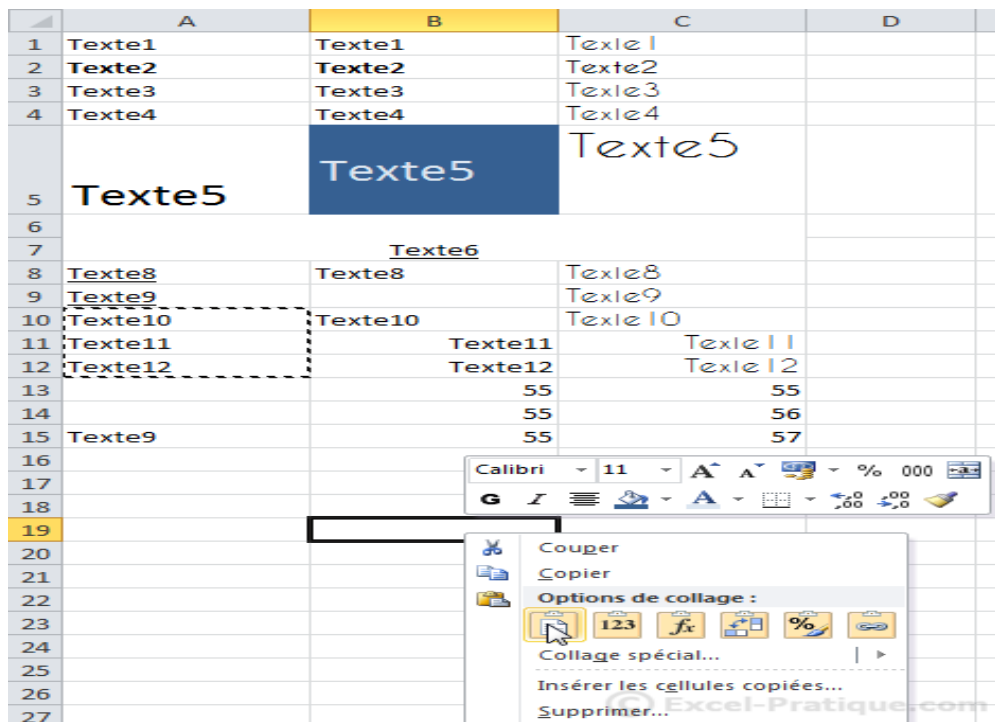 A B C D
1 Texte1 Texte1 Texte1
2 Texte2 Texte2 Texte2
3 Texte3 Texte3 Texte3
4 Texte4 Texte4 Texte4
5 Texte5 Texte5 Texte5
6
7 Texte6
8 Texte8 Texte8 Texte8
9 Texte9 Texte9
10 Texte10 Texte10 Texte10
11 Texte11 Texte11 Texte11
12 Texte12 Texte12 Texte12
13 55 55
14 55 56
15 Texte9 55 57
16 Calibri 11 A A % 000 a
17
18 G I A ,00 ,00
19
20 Couper
21 Copier
22 Options de collage :
23 123 fx %
24 Collage spécial...
25
26 Insérer les cellules copiées...
27 Supprimer...
© Excel-Pratique.com